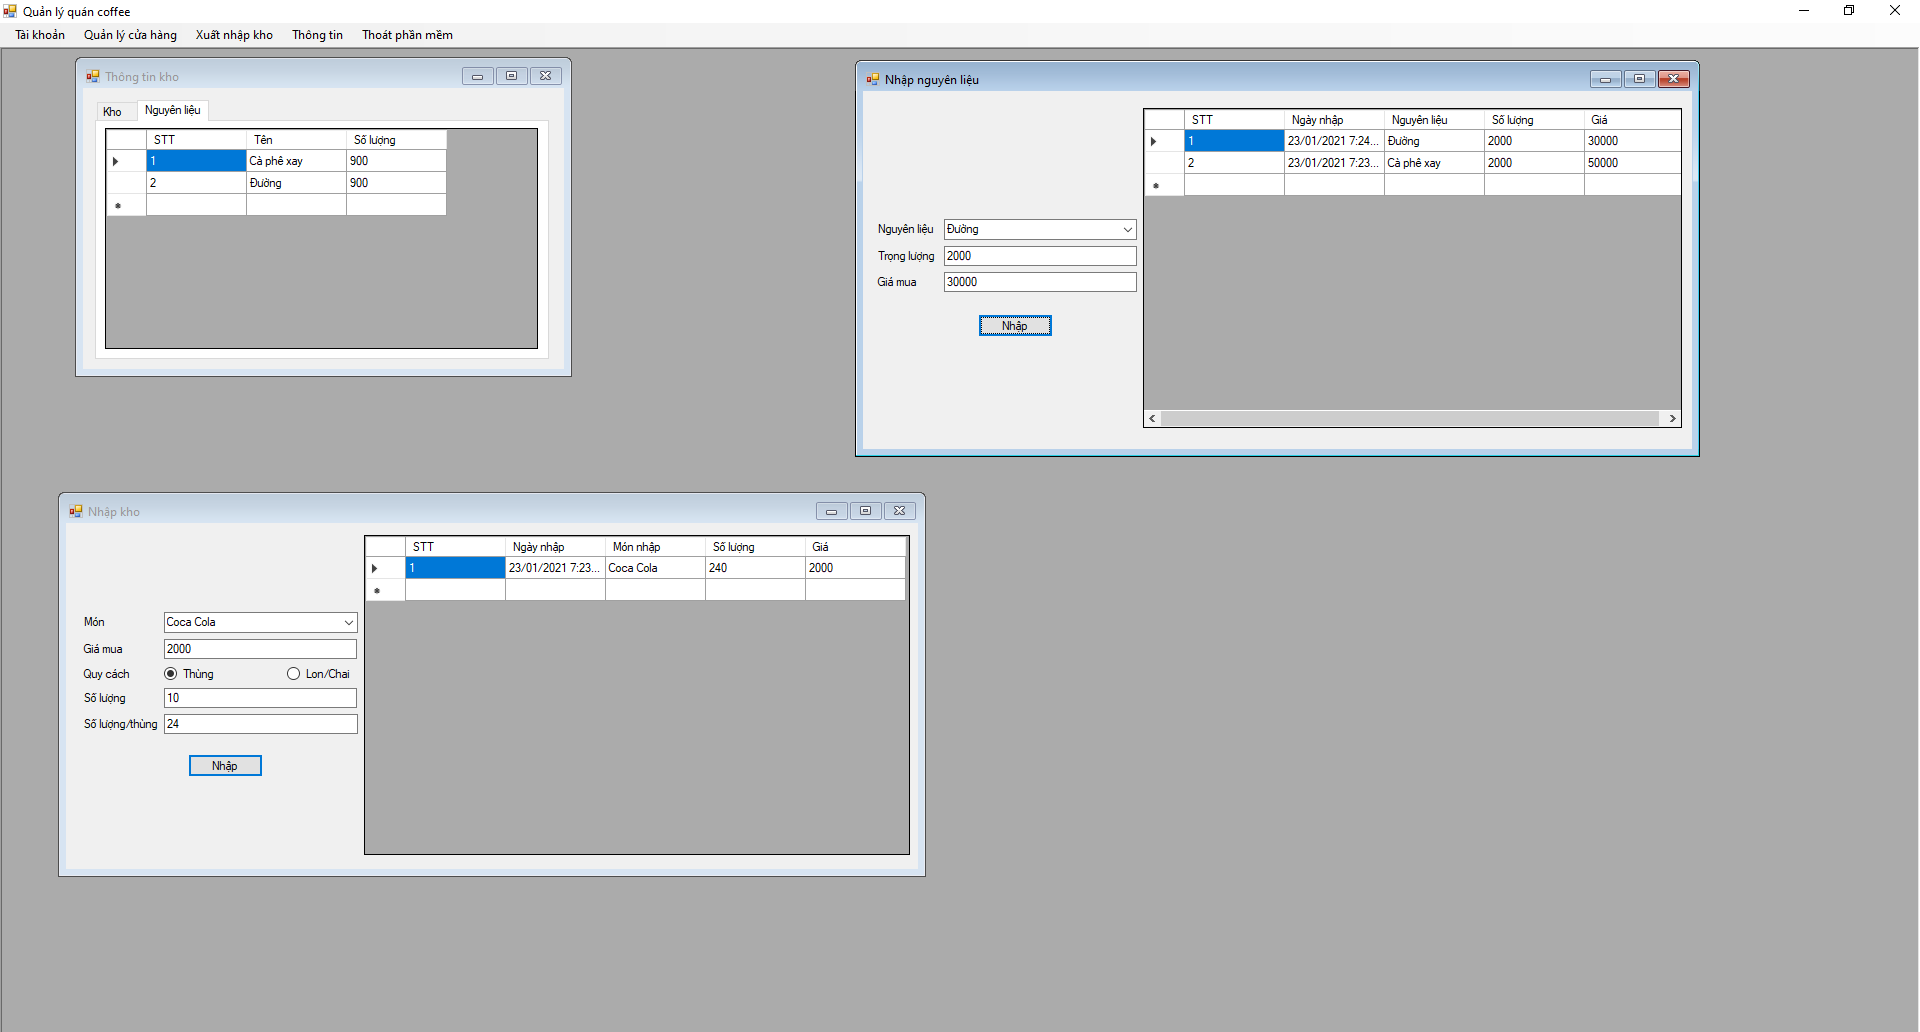 Quản lý quán coffee
Tài khoản Quản lý cửa hàng Xuất nhập kho Thông tin Thoát phần mềm
Thông tin kho
Kho Nguyên liệu
STT Tên Số lượng
1 Cà phê xay 900
2 Đường 900
Nhập nguyên liệu
Nguyên liệu Đường
Trọng lượng 2000
Giá mua 30000
Nhập
STT Ngày nhập Nguyên liệu Số lượng Giá
1 23/01/2021 7:24... Đường 2000 30000
2 23/01/2021 7:23... Cà phê xay 2000 50000
Nhập kho
Món Coca Cola
Giá mua 2000
Quy cách Thùng Lon/Chai
Số lượng 10
Số lượng/thùng 24
Nhập
STT Ngày nhập Món nhập Số lượng Giá
1 23/01/2021 7:23... Coca Cola 240 2000